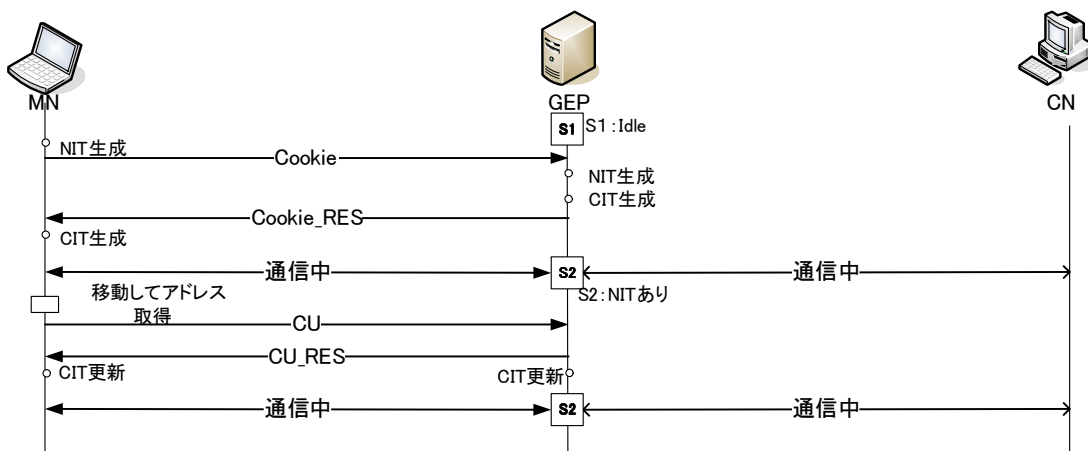 MN
GEP
CN
S1
S1:Idle
NIT生成
Cookie
NIT生成
CIT生成
Cookie_RES
CIT生成
通信中
S2
通信中
S2:NITあり
移動してアドレス
取得
CU
CU_RES
CIT更新
CIT更新
通信中
S2
通信中